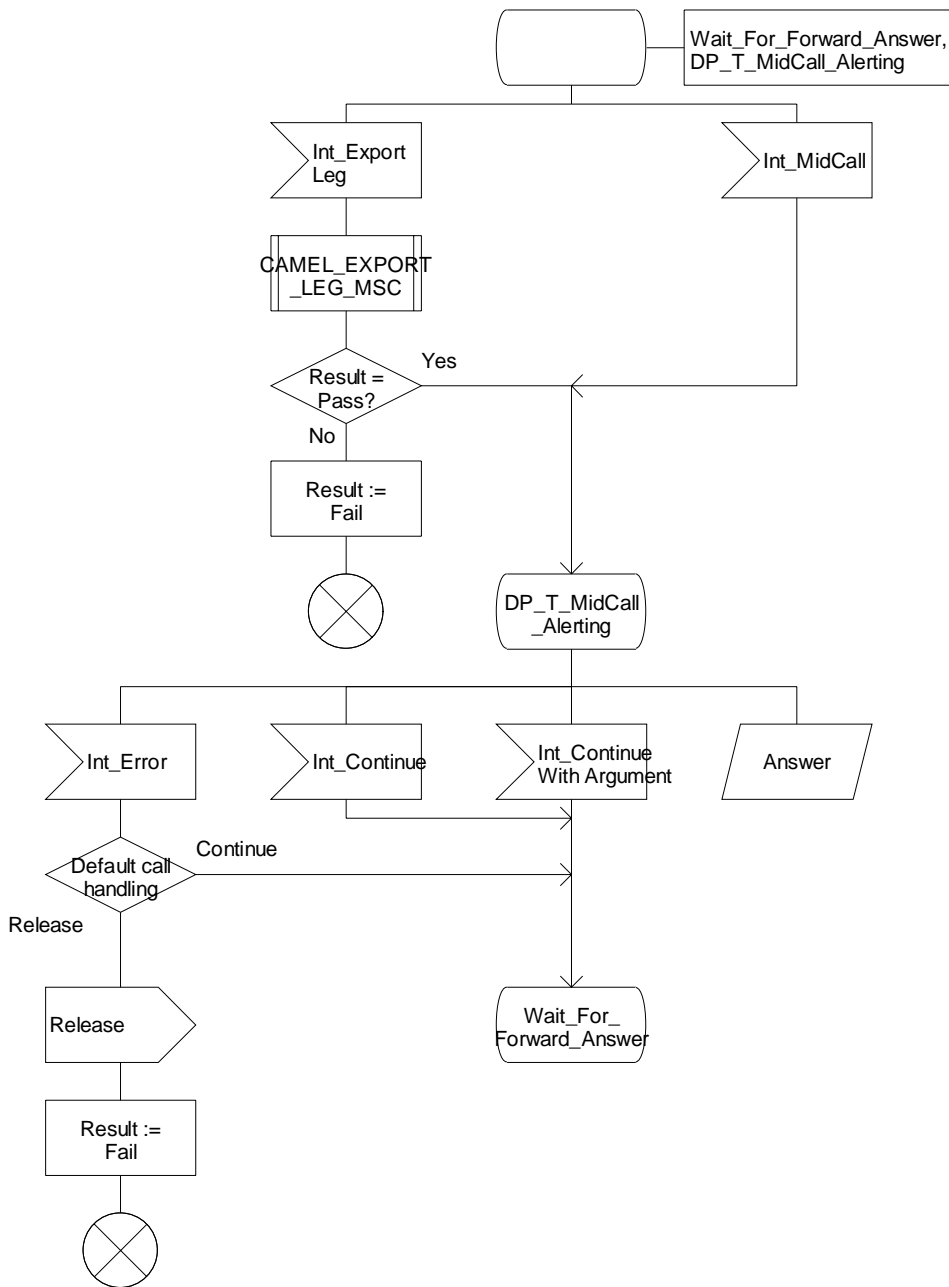 Wait_For_Forward_Answer,
DP_T_MidCall_Alerting
Int_Export
Leg
Int_MidCall
CAMEL_EXPORT
_LEG_MSC
Result =
Pass?
Yes
No
Result :=
Fail
DP_T_MidCall
_Alerting
Int_Error
Int_Continue
Int_Continue
With Argument
Answer
Default call
handling
Continue
Release
Release
Wait_For_
Forward_Answer
Result :=
Fail